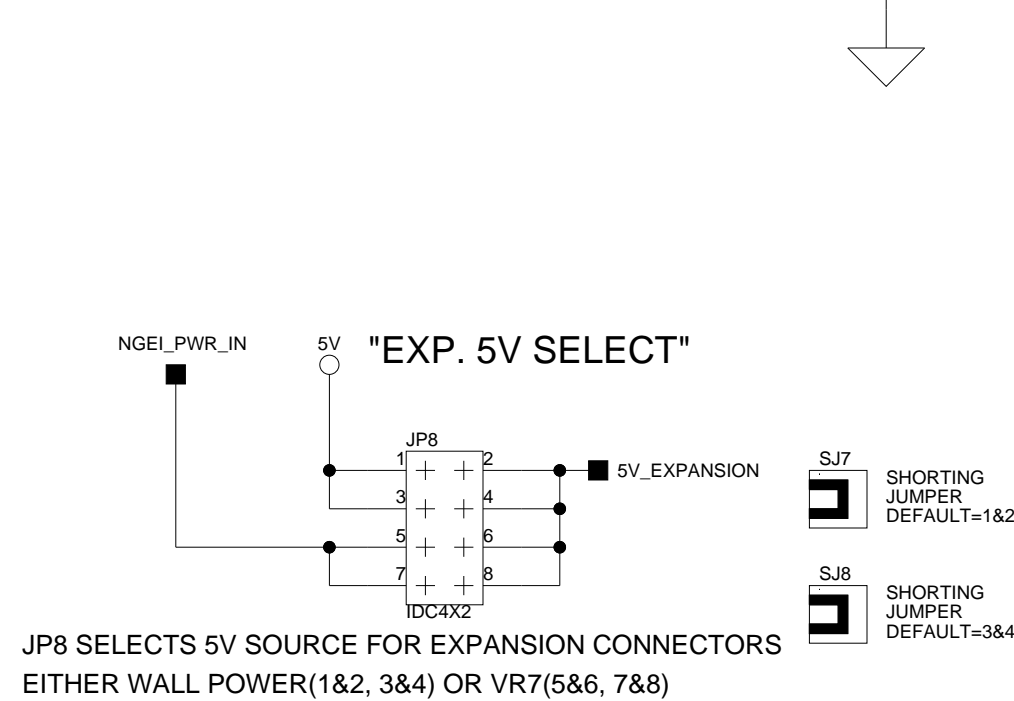 NGEI_PWR_IN
5V
"EXP. 5V SELECT"
JP8
1
2
3
4
5
6
7
8
IDC4X2
5V_EXPANSION
SJ7
SHORTING
JUMPER
DEFAULT=1&2
SJ8
SHORTING
JUMPER
DEFAULT=3&4
JP8 SELECTS 5V SOURCE FOR EXPANSION CONNECTORS
EITHER WALL POWER(1&2, 3&4) OR VR7(5&6, 7&8)